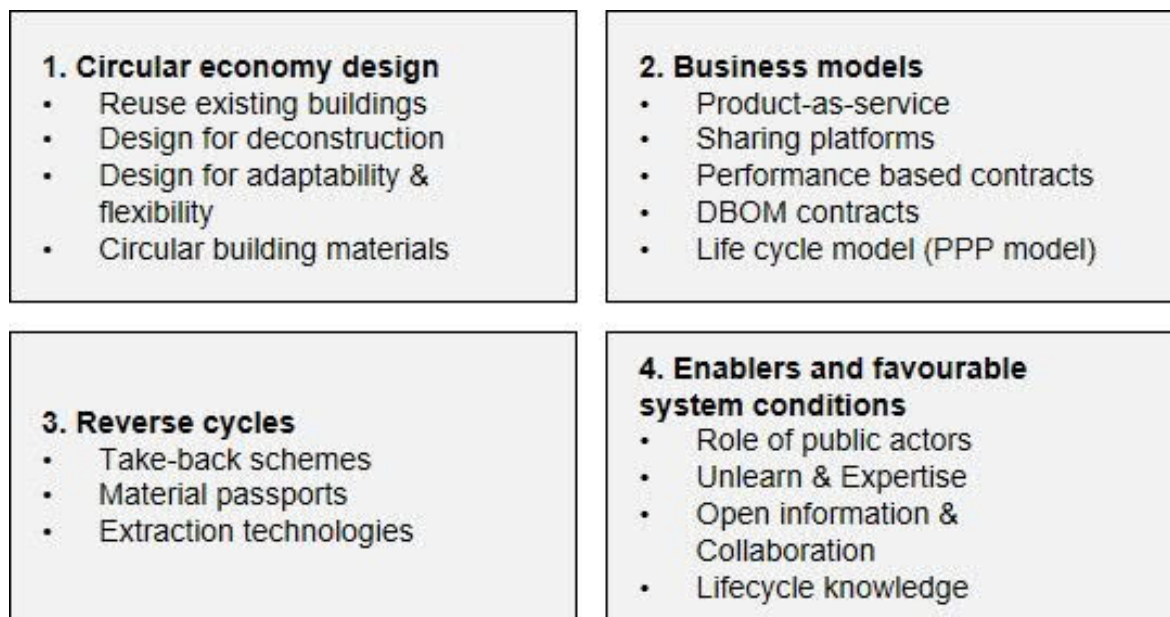 1. Circular economy design
• Reuse existing buildings
• Design for deconstruction
• Design for adaptability &
flexibility
• Circular building materials
2. Business models
• Product-as-service
• Sharing platforms
• Performance based contracts
• DBOM contracts
• Life cycle model (PPP model)
3. Reverse cycles
• Take-back schemes
• Material passports
• Extraction technologies
4. Enablers and favourable
system conditions
• Role of public actors
• Unlearn & Expertise
• Open information &
Collaboration
• Lifecycle knowledge